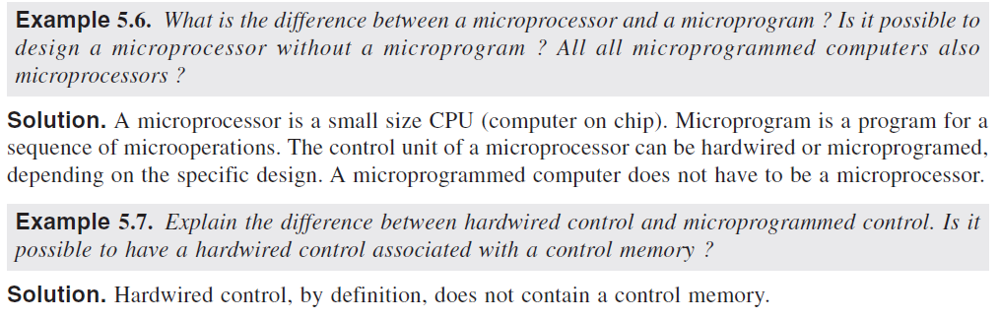 Example 5.6. What is the difference between a microprocessor and a microprogram ? Is it possible to
design a microprocessor without a microprogram ? All all microprogrammed computers also
microprocessors ?
Solution. A microprocessor is a small size CPU (computer on chip). Microprogram is a program for a
sequence of microoperations. The control unit of a microprocessor can be hardwired or microprogramed,
depending on the specific design. A microprogrammed computer does not have to be a microprocessor.
Example 5.7. Explain the difference between hardwired control and microprogrammed control. Is it
possible to have a hardwired control associated with a control memory ?
Solution. Hardwired control, by definition, does not contain a control memory.